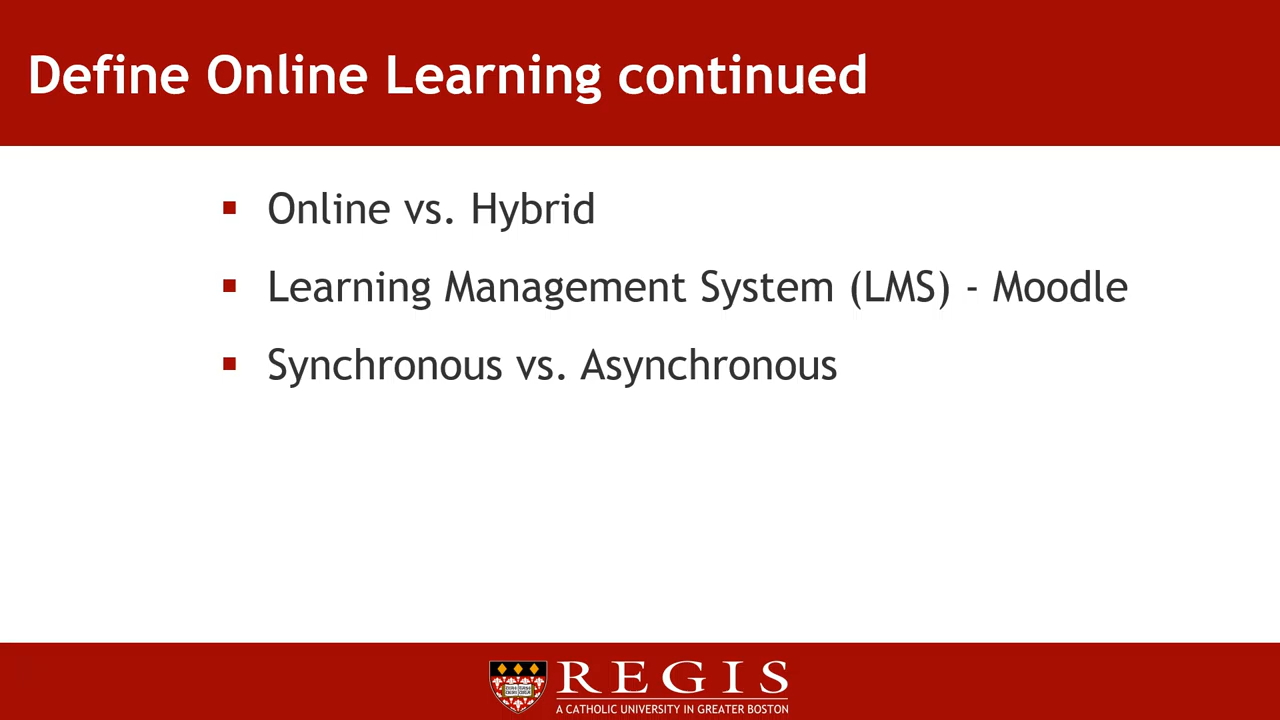 Define Online Learning continued
▪ Online vs. Hybrid
▪ Learning Management System (LMS) - Moodle
▪ Synchronous vs. Asynchronous
REGIS
A CATHOLIC UNIVERSITY IN GREATER BOSTON